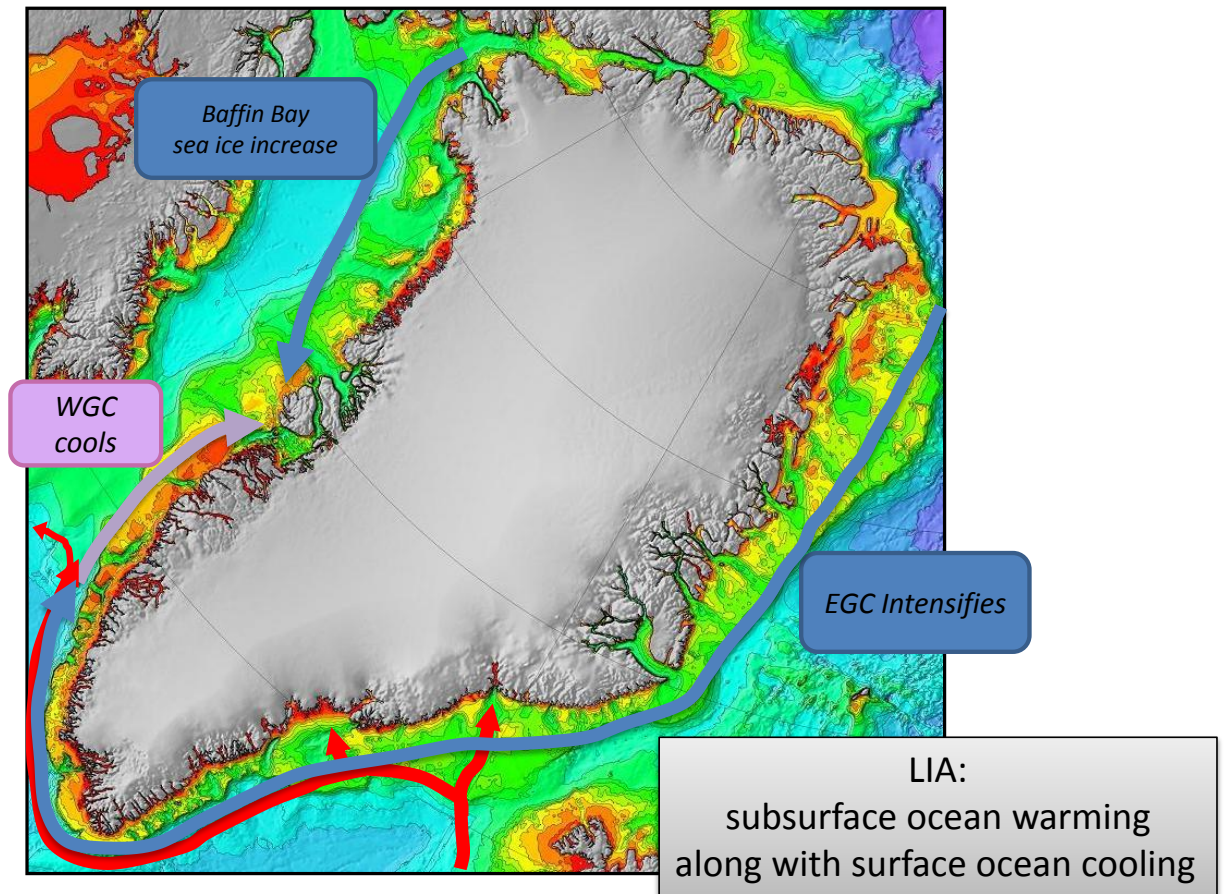 Baffin Bay
sea ice increase
WGC
cools
EGC Intensifies
LIA:
subsurface ocean warming
along with surface ocean cooling